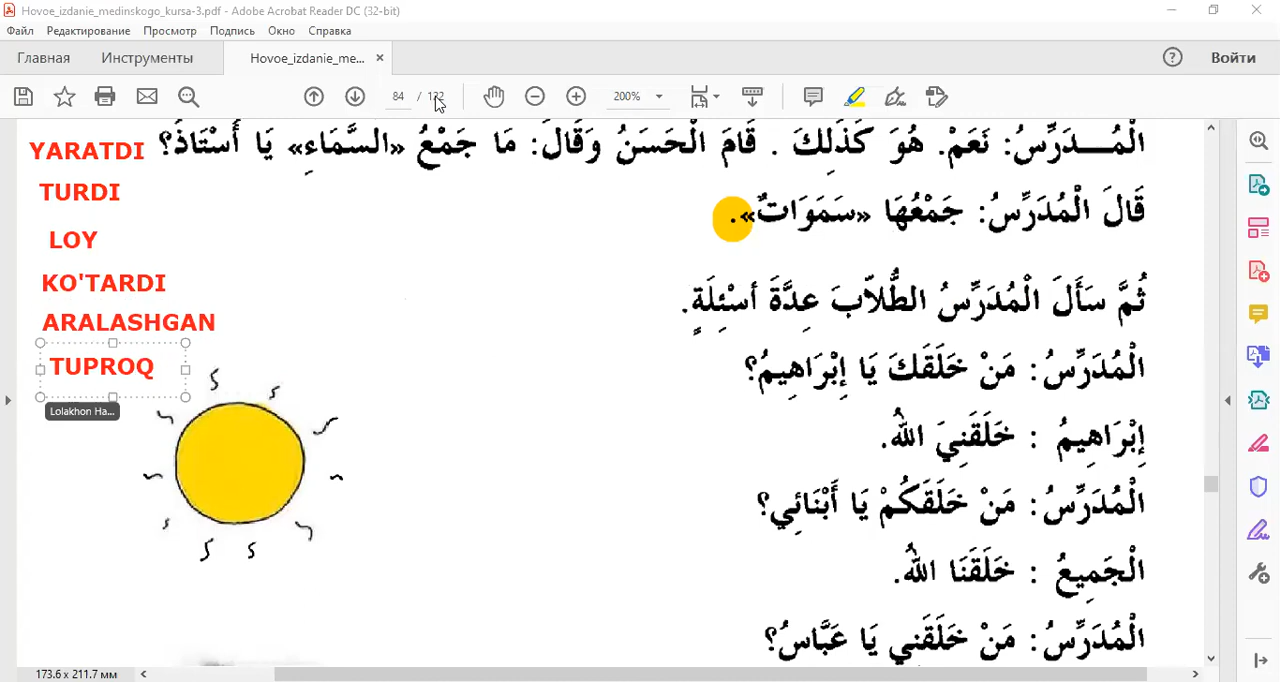 Hovoe_izdanie_medinskogo_kursa-3.pdf - Adobe Acrobat Reader DC (32-bit)
Файл Редактирование Просмотр Подпись Окно Справка
Главная Инструменты Hovoe_izdanie_me... × Войти
84 / 122 200%
الْمُـــدَرِّسُ: نَعَمْ. هُوَ كَذَلِكَ . قَامَ الْحَسَنُ وَقَالَ: مَا جَمْعُ «السَّمَاءِ» يَا أُسْتَاذُ؟
قَالَ الْمُدَرِّسُ: جَمْعُهَا «سَمَوَاتٌ».
ثُمَّ سَأَلَ الْمُدَرِّسُ الطُّلاَّبَ عِدَّةَ أسْئِلَةٍ.
الْمُدَرِّسُ: مَنْ خَلَقَكَ يَا إِبْرَاهِيمُ؟
إِبْرَاهِيمُ : خَلَقَنِيَ اللهُ.
الْمُدَرِّسُ: مَنْ خَلَقَكُمْ يَا أَبْنَائِي؟
الْجَمِيعُ : خَلَقَنَا اللهُ.
الْمُدَرِّسُ: مَنْ خَلَقَنِي يَا عَبَّاسُ؟
YARATDI
TURDI
LOY
KO'TARDI
ARALASHGAN
TUPROQ
Lolakhon Ha...
173.6 x 211.7 мм